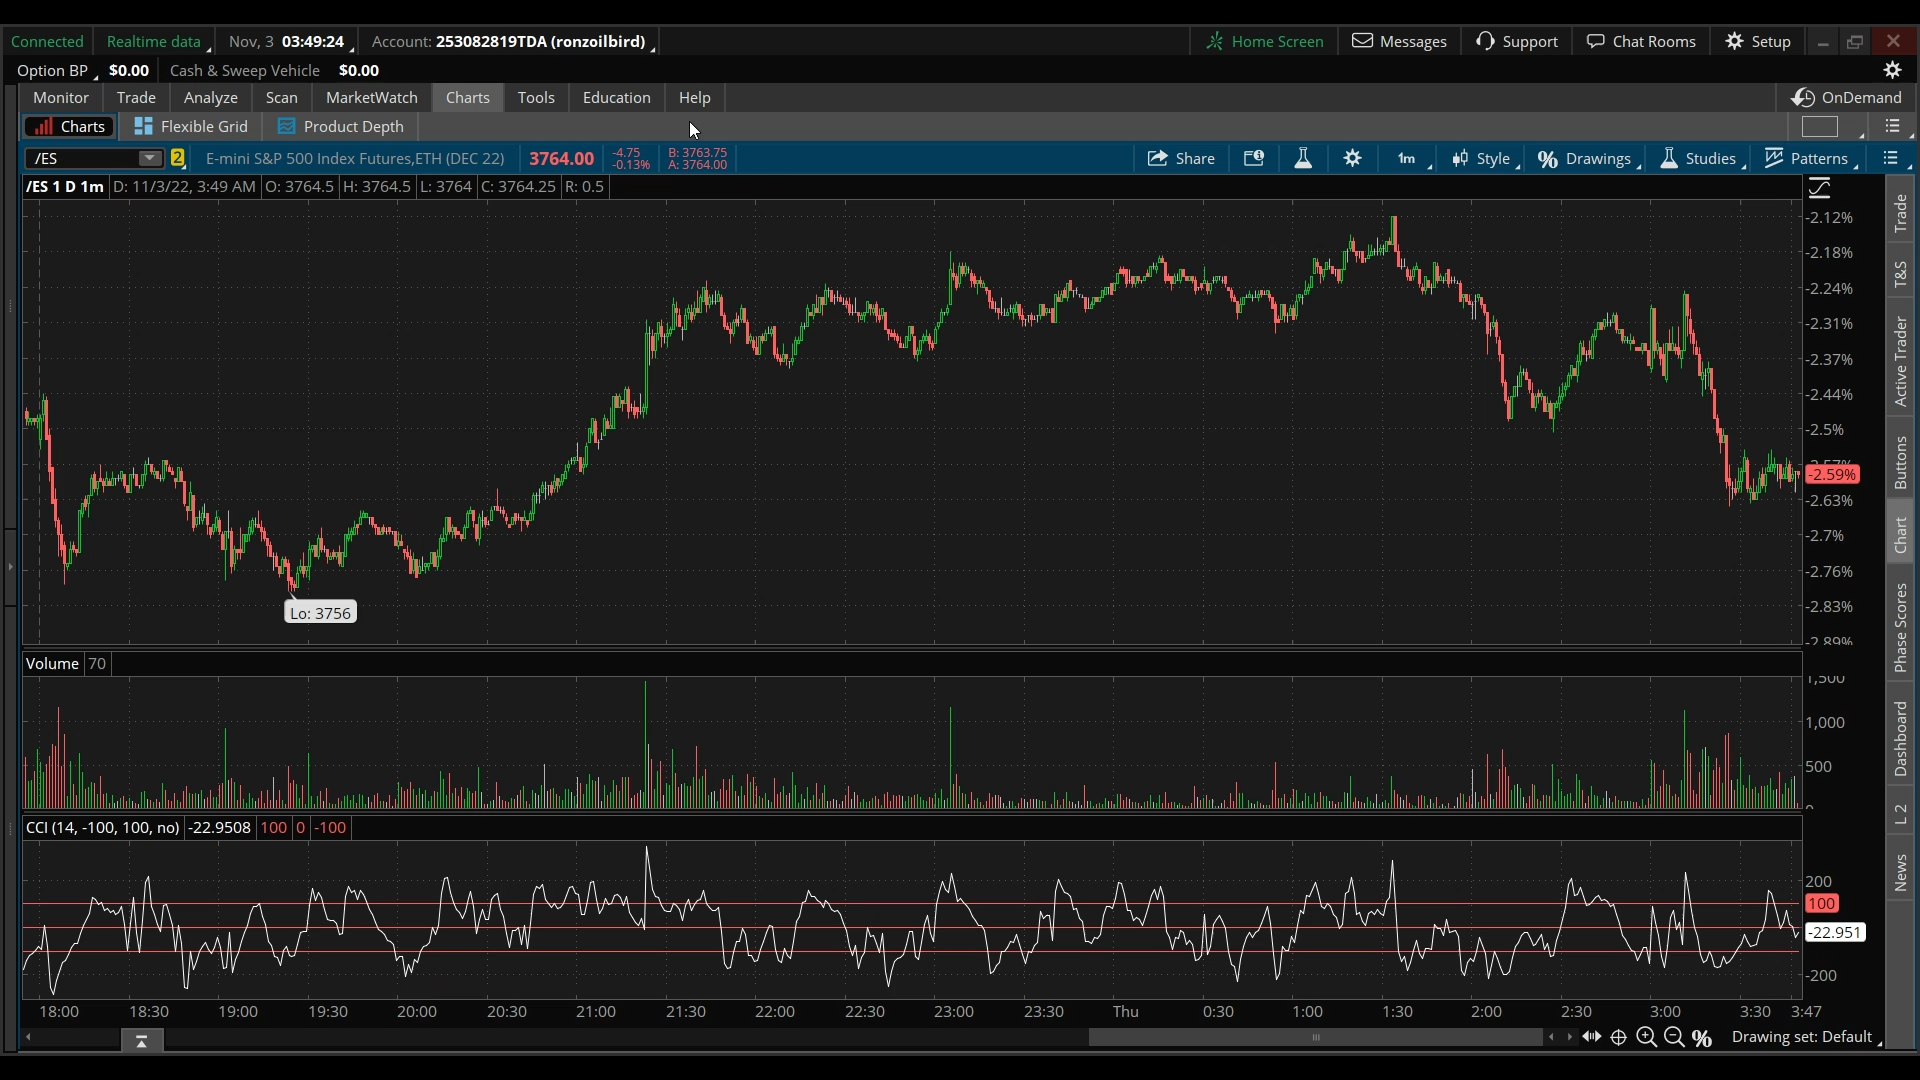 Connected Realtime data Nov, 3 03:49:24 Account: 253082819TDA (ronzoilbird) Home Screen Messages Support Chat Rooms Setup
Option BP $0.00 Cash & Sweep Vehicle $0.00
Monitor Trade Analyze Scan MarketWatch Charts Tools Education Help OnDemand
Charts Flexible Grid Product Depth
/ES 2 E-mini S&P 500 Index Futures,ETH (DEC 22) 3764.00 -4.75 -0.13% B: 3763.75 A: 3764.00 Share 1m Style Drawings Studies Patterns
/ES 1 D 1m D: 11/3/22, 3:49 AM O: 3764.5 H: 3764.5 L: 3764 C: 3764.25 R: 0.5
-2.12%
-2.18%
-2.24%
-2.31%
-2.37%
-2.44%
-2.5%
-2.59%
-2.63%
-2.7%
-2.76%
-2.83%
-2.89%
Lo: 3756
Volume 70
1,500
1,000
500
0
CCI (14, -100, 100, no) -22.9508 100 0 -100
200
100
-22.951
-200
18:00 18:30 19:00 19:30 20:00 20:30 21:00 21:30 22:00 22:30 23:00 23:30 Thu 0:30 1:00 1:30 2:00 2:30 3:00 3:30 3:47
Drawing set: Default
Trade
T&S
Active Trader
Buttons
Chart
Phase Scores
Dashboard
L 2
News